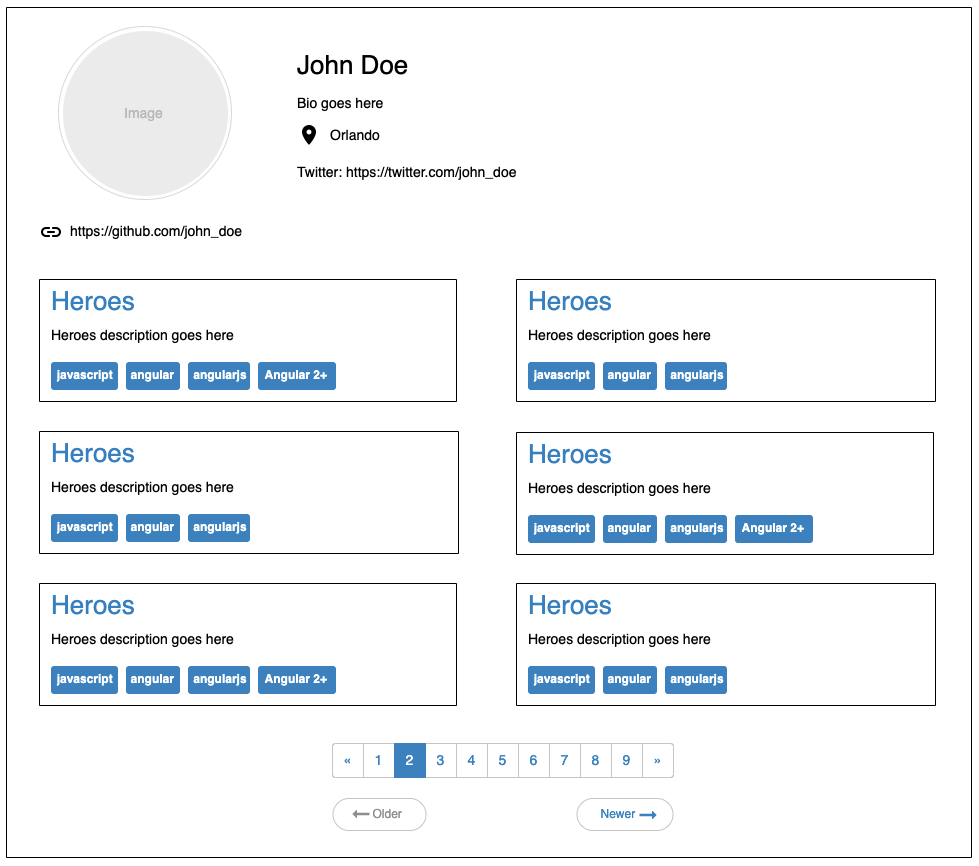 Image
John Doe
Bio goes here
Orlando
Twitter: https://twitter.com/john_doe
https://github.com/john_doe
Heroes
Heroes description goes here
javascript angular angularjs Angular 2+
Heroes
Heroes description goes here
javascript angular angularjs
Heroes
Heroes description goes here
javascript angular angularjs
Heroes
Heroes description goes here
javascript angular angularjs Angular 2+
Heroes
Heroes description goes here
javascript angular angularjs Angular 2+
Heroes
Heroes description goes here
javascript angular angularjs
« 1 2 3 4 5 6 7 8 9 »
Older
Newer